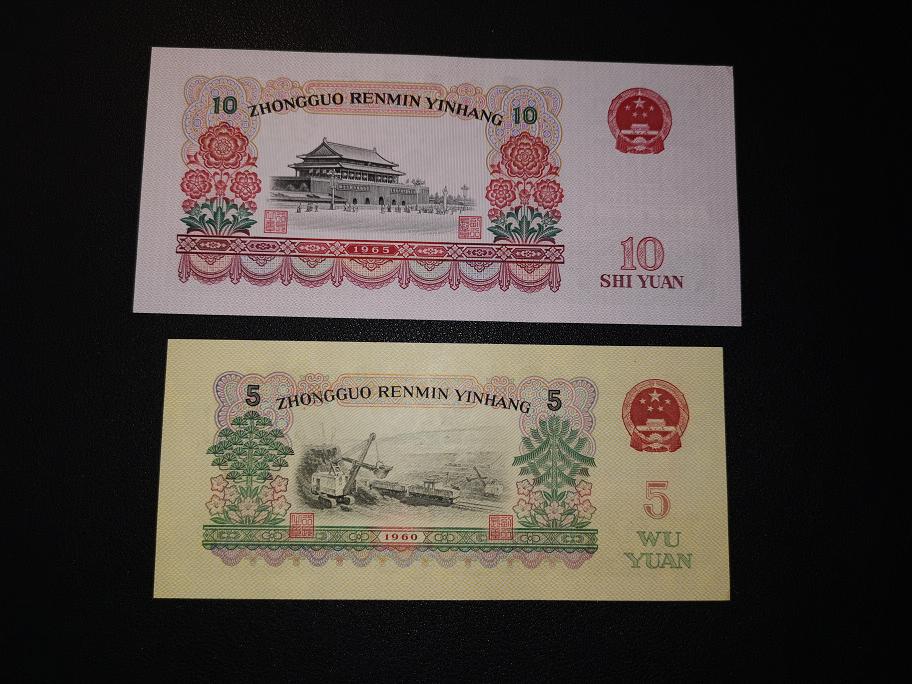 10 ZHONGGUO RENMIN YINHANG 10
1965
10
SHI YUAN
5 ZHONGGUO RENMIN YINHANG 5
1960
5
WU
YUAN